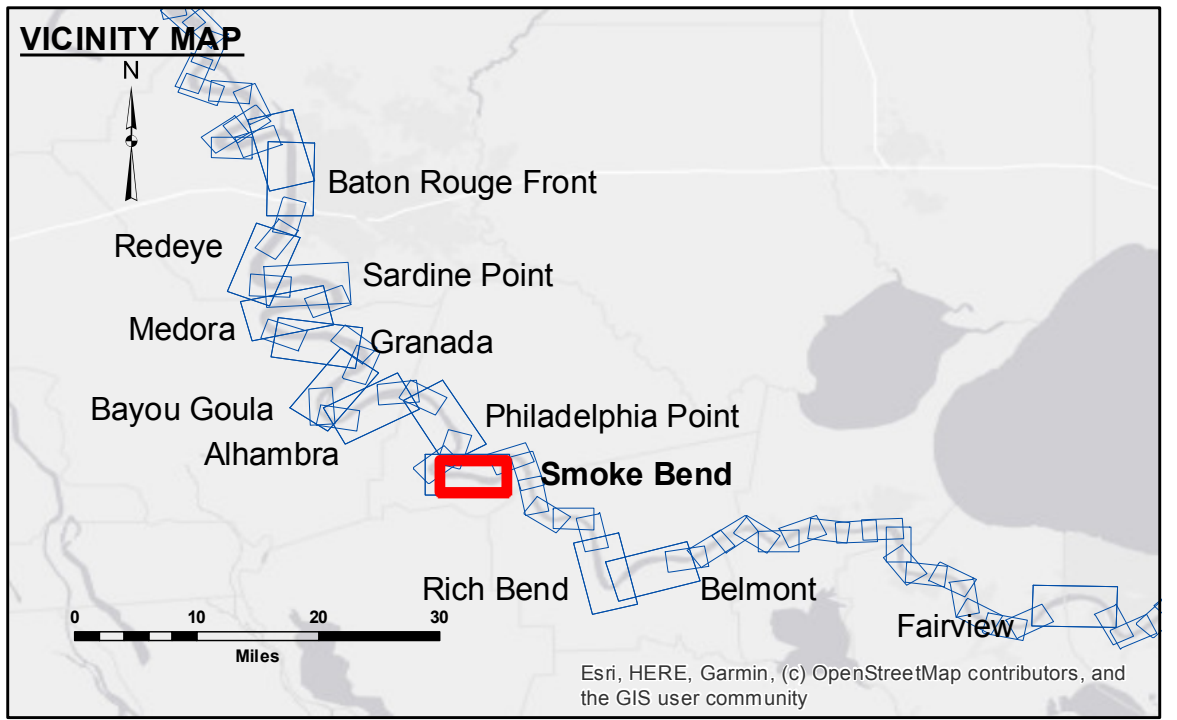 VICINITY MAP
N
Baton Rouge Front
Redeye
Sardine Point
Medora
Granada
Bayou Goula
Philadelphia Point
Alhambra
Smoke Bend
Rich Bend
Belmont
Fairview
0 10 20 30
Miles
Esri, HERE, Garmin, (c) OpenStreetMap contributors, and
the GIS user community